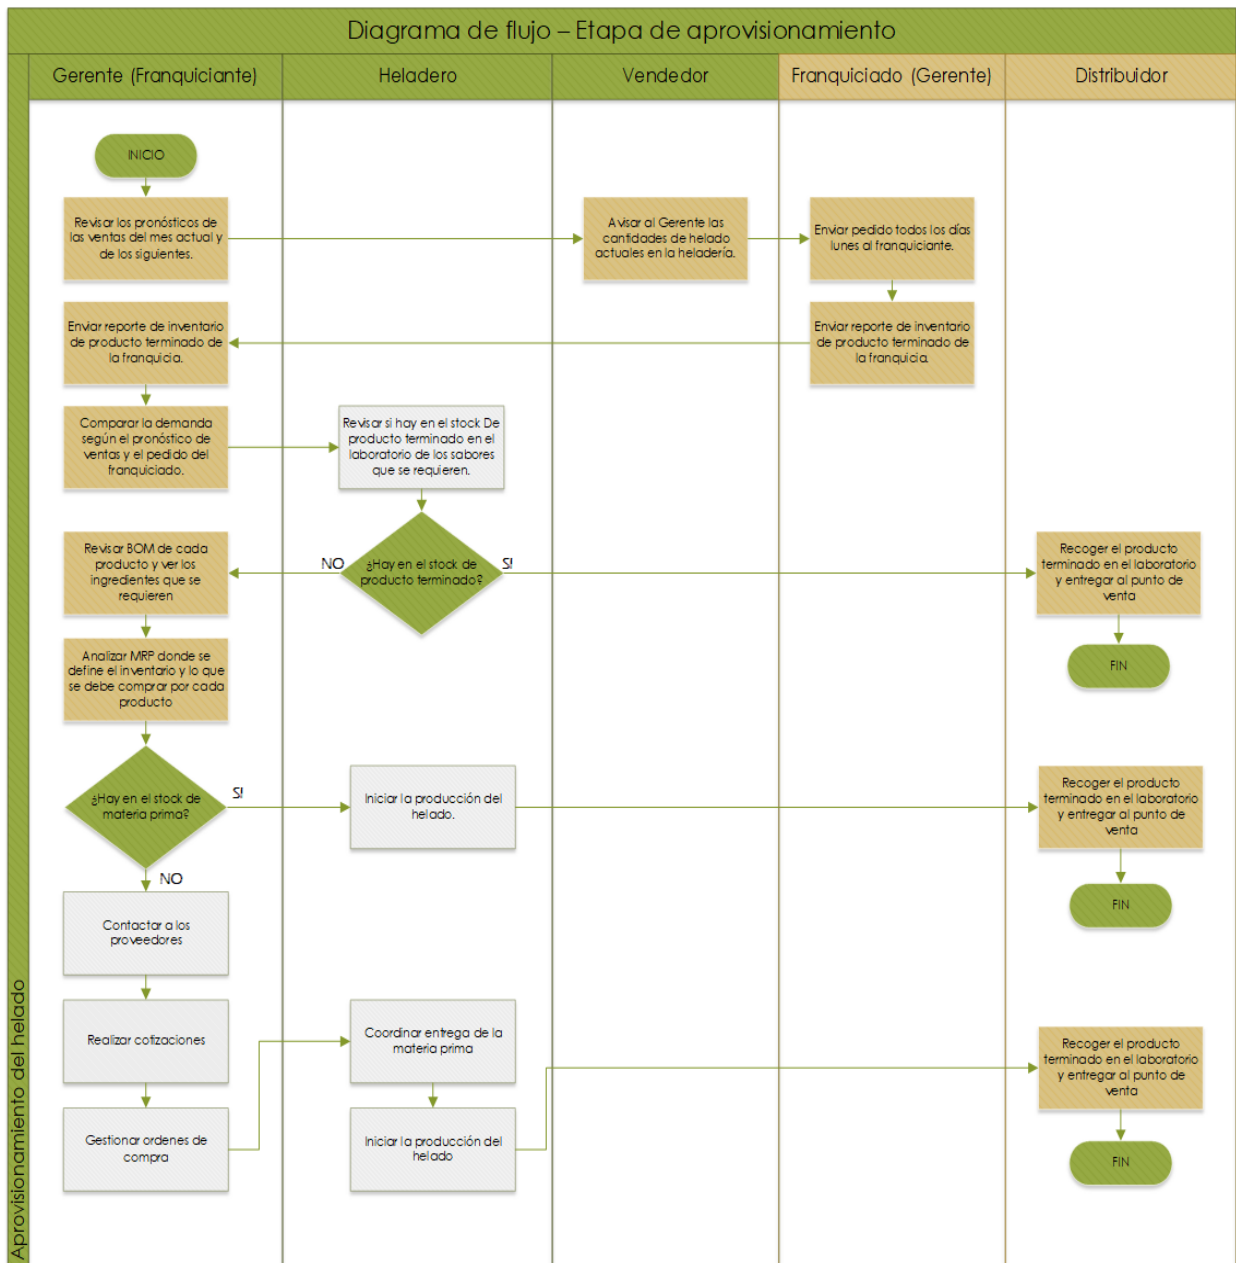 Diagrama de flujo – Etapa de aprovisionamiento
Gerente (Franquiciante)
Heladero
Vendedor
Franquiciado (Gerente)
Distribuidor
Aprovisionamiento del helado
INICIO
Revisar los pronósticos de
las ventas del mes actual y
de los siguientes.
Avisar al Gerente las
cantidades de helado
actuales en la heladería.
Enviar pedido todos los días
lunes al franquiciante.
Enviar reporte de inventario
de producto terminado de
la franquicia.
Enviar reporte de inventario
de producto terminado de
la franquicia.
Comparar la demanda
según el pronóstico de
ventas y el pedido del
franquiciado.
Revisar si hay en el stock De
producto terminado en el
laboratorio de los sabores
que se requieren.
¿Hay en el stock de
producto terminado?
NO
SI
Revisar BOM de cada
producto y ver los
ingredientes que se
requieren
Recoger el producto
terminado en el laboratorio
y entregar al punto de
venta
FIN
Analizar MRP donde se
define el inventario y lo que
se debe comprar por cada
producto
¿Hay en el stock de
materia prima?
SI
NO
Iniciar la producción del
helado.
Recoger el producto
terminado en el laboratorio
y entregar al punto de
venta
FIN
Contactar a los
proveedores
Realizar cotizaciones
Gestionar ordenes de
compra
Coordinar entrega de la
materia prima
Iniciar la producción del
helado
Recoger el producto
terminado en el laboratorio
y entregar al punto de
venta
FIN